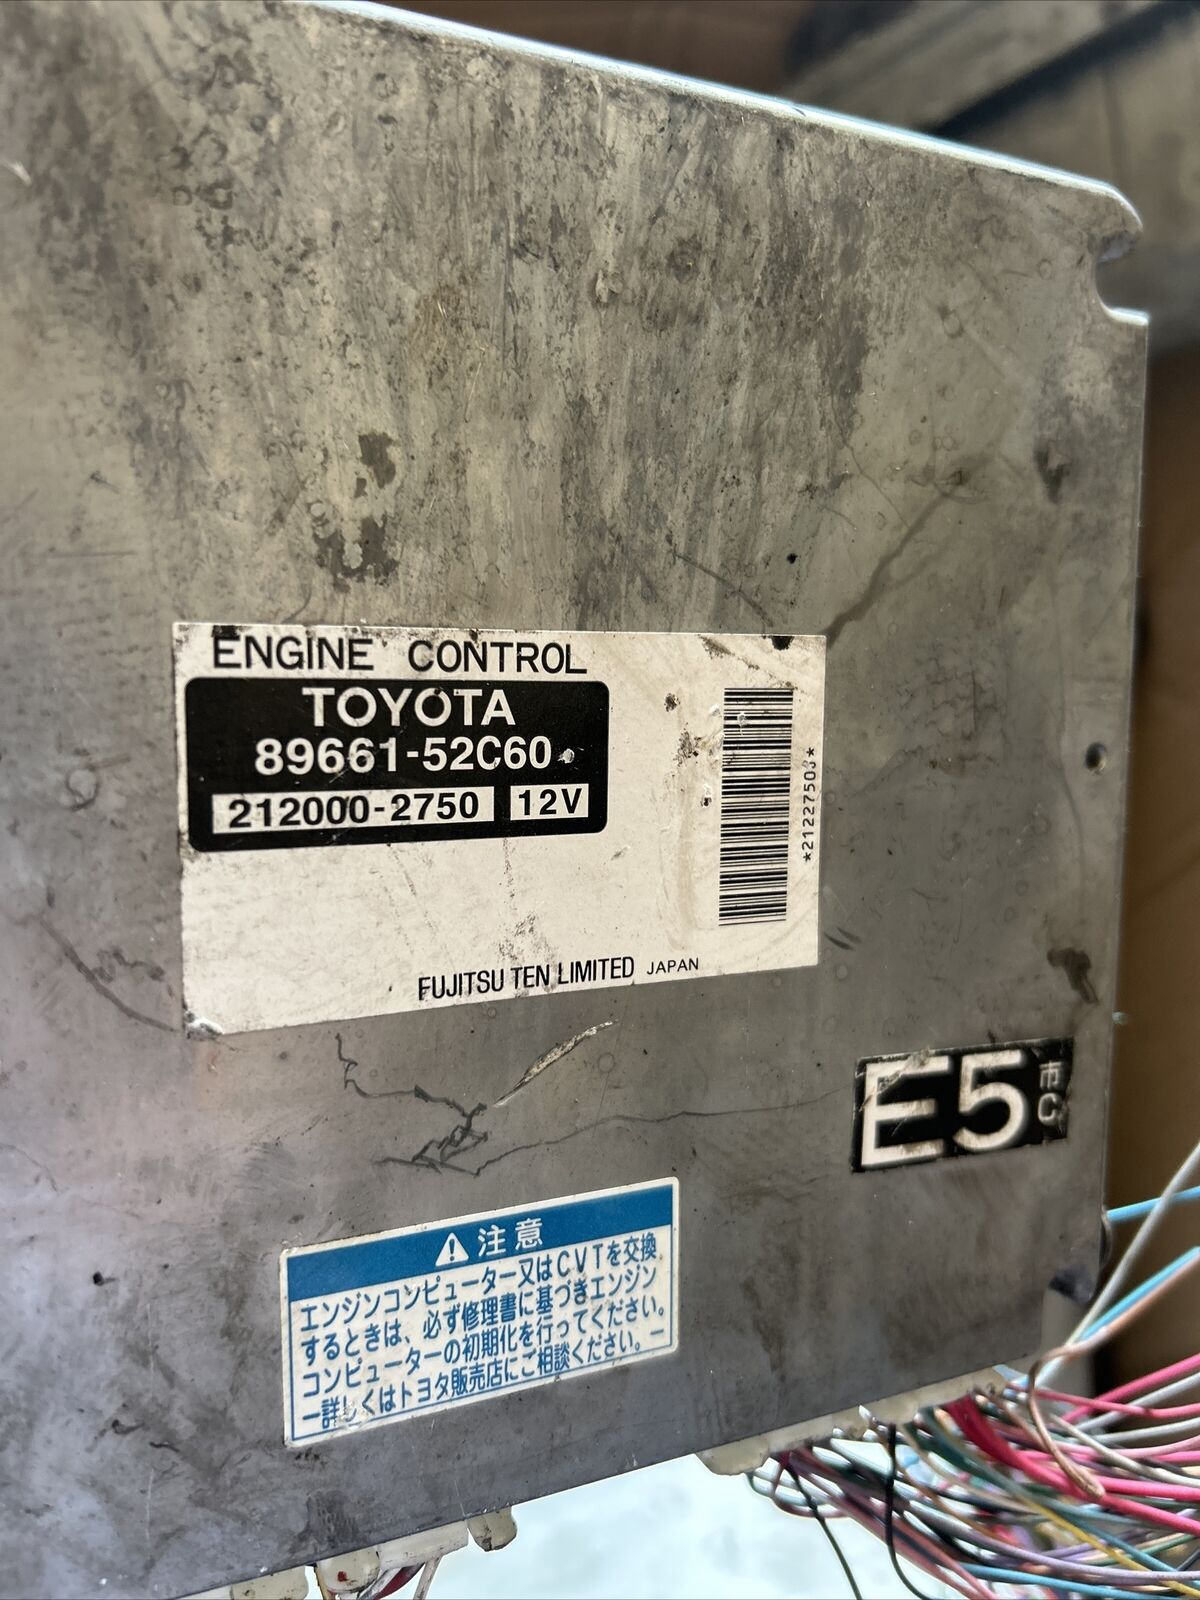 ENGINE CONTROL
TOYOTA
89661-52C60
212000-2750 12V
*21227503*
FUJITSU TEN LIMITED JAPAN
E5 市C
⚠注意
エンジンコンピューター又はCVTを交換
するときは、必ず修理書に基づきエンジン
コンピューターの初期化を行ってください。
ー詳しくはトヨタ販売店にご相談ください。ー